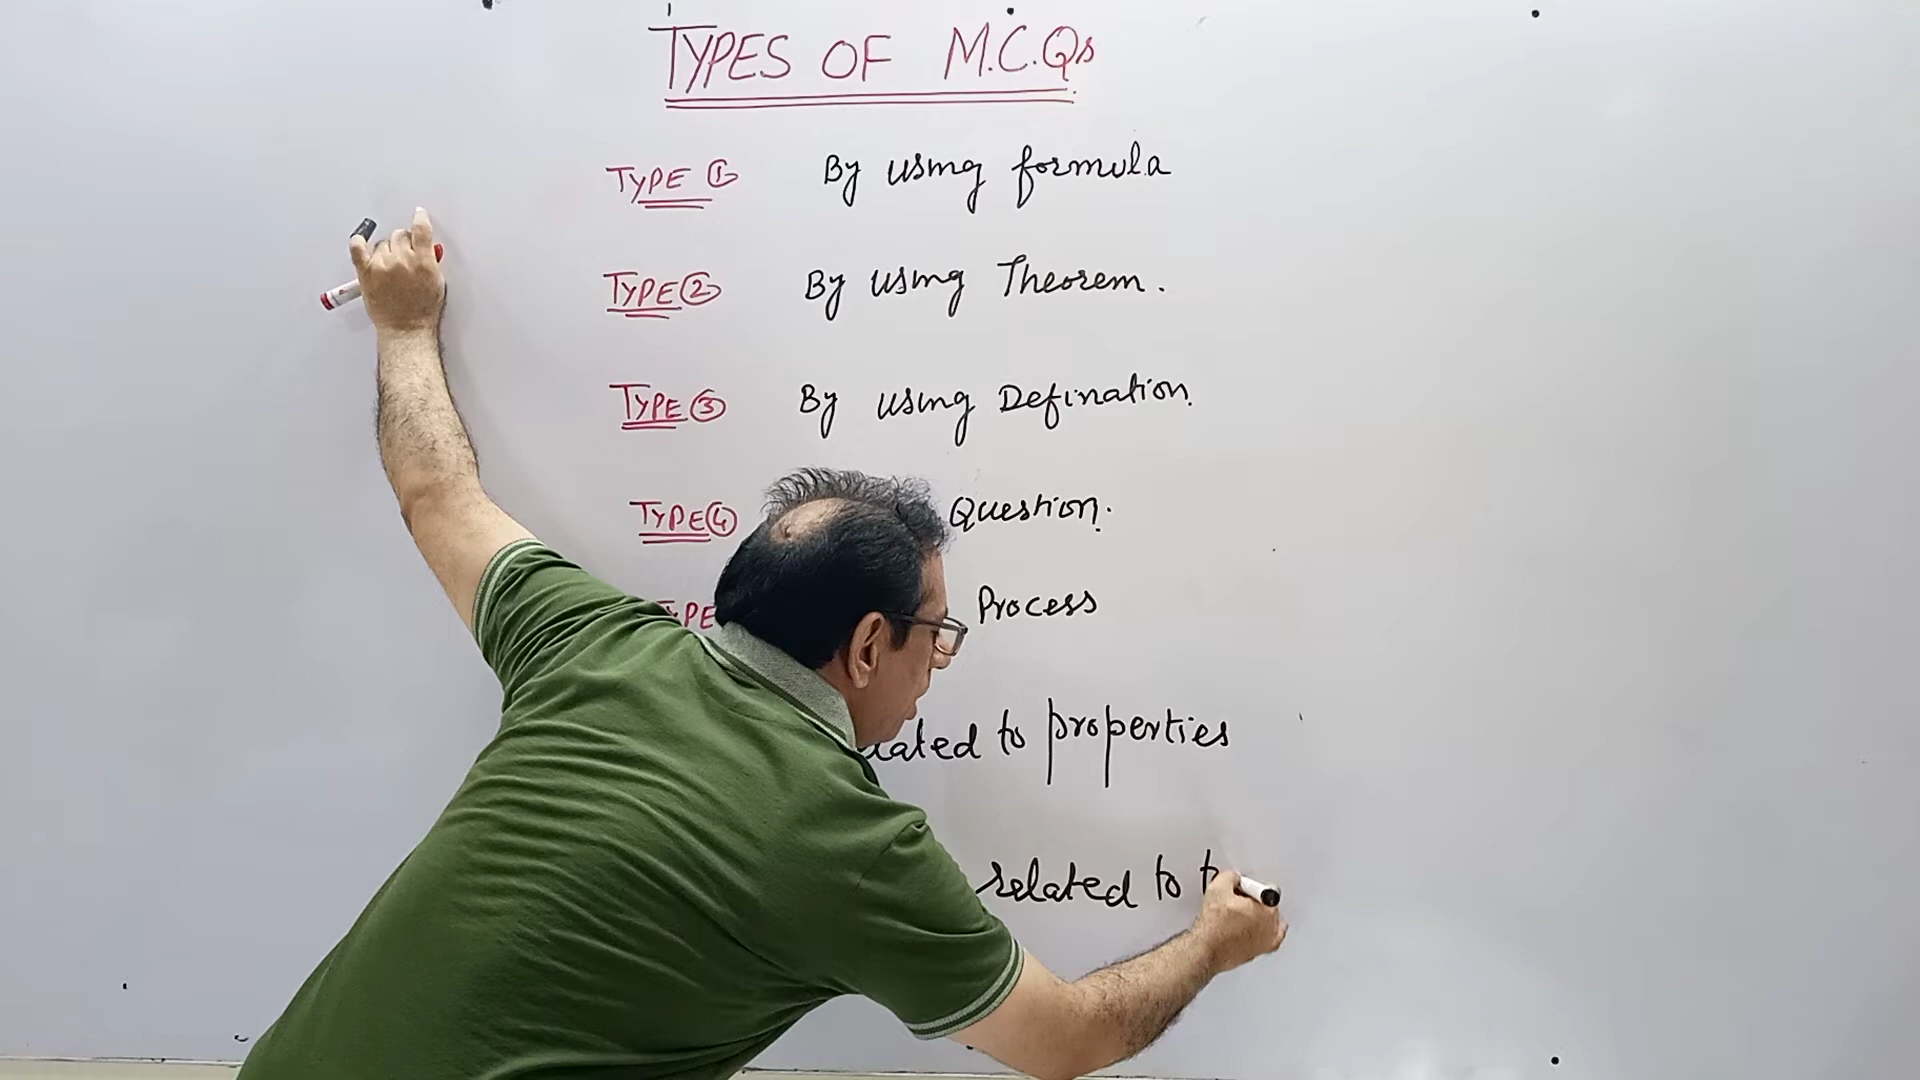 TYPES OF M.C.Qs
TYPE ① By using formula
TYPE ② By using Theorem.
TYPE ③ By using Defination.
TYPE ④ Question.
TYPE Process
to properties
related to